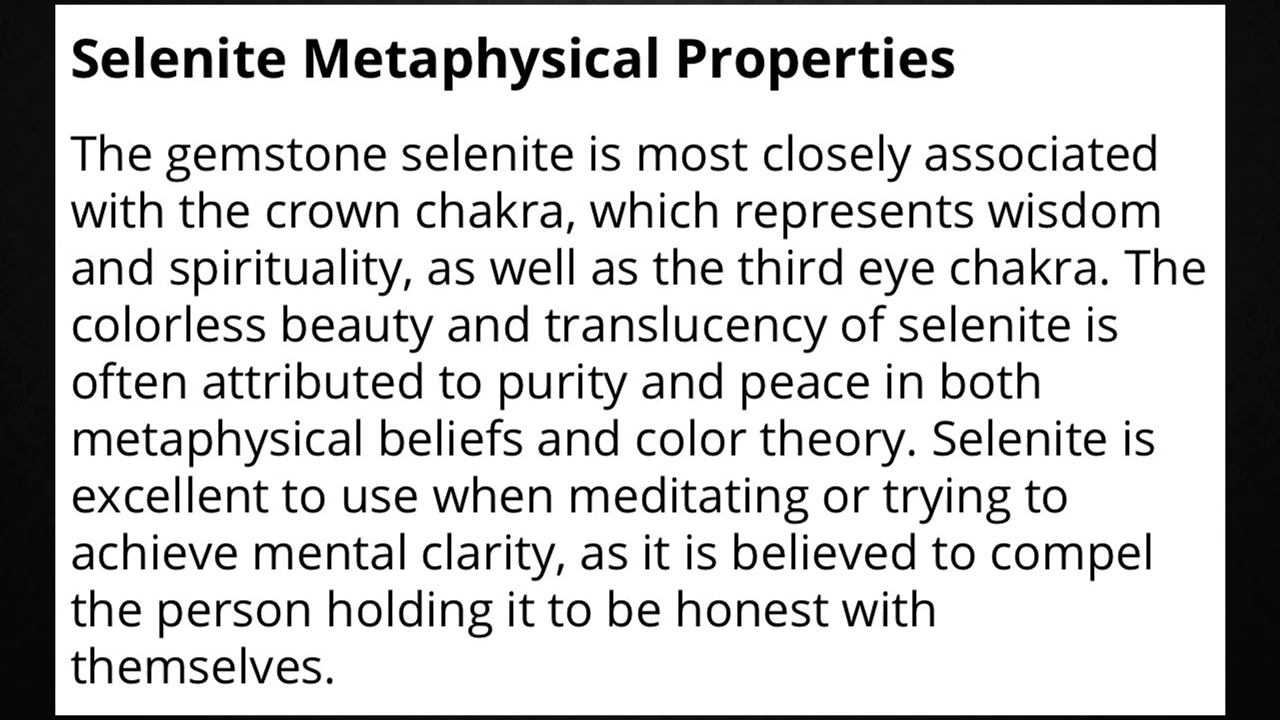 Selenite Metaphysical Properties
The gemstone selenite is most closely associated
with the crown chakra, which represents wisdom
and spirituality, as well as the third eye chakra. The
colorless beauty and translucency of selenite is
often attributed to purity and peace in both
metaphysical beliefs and color theory. Selenite is
excellent to use when meditating or trying to
achieve mental clarity, as it is believed to compel
the person holding it to be honest with
themselves.